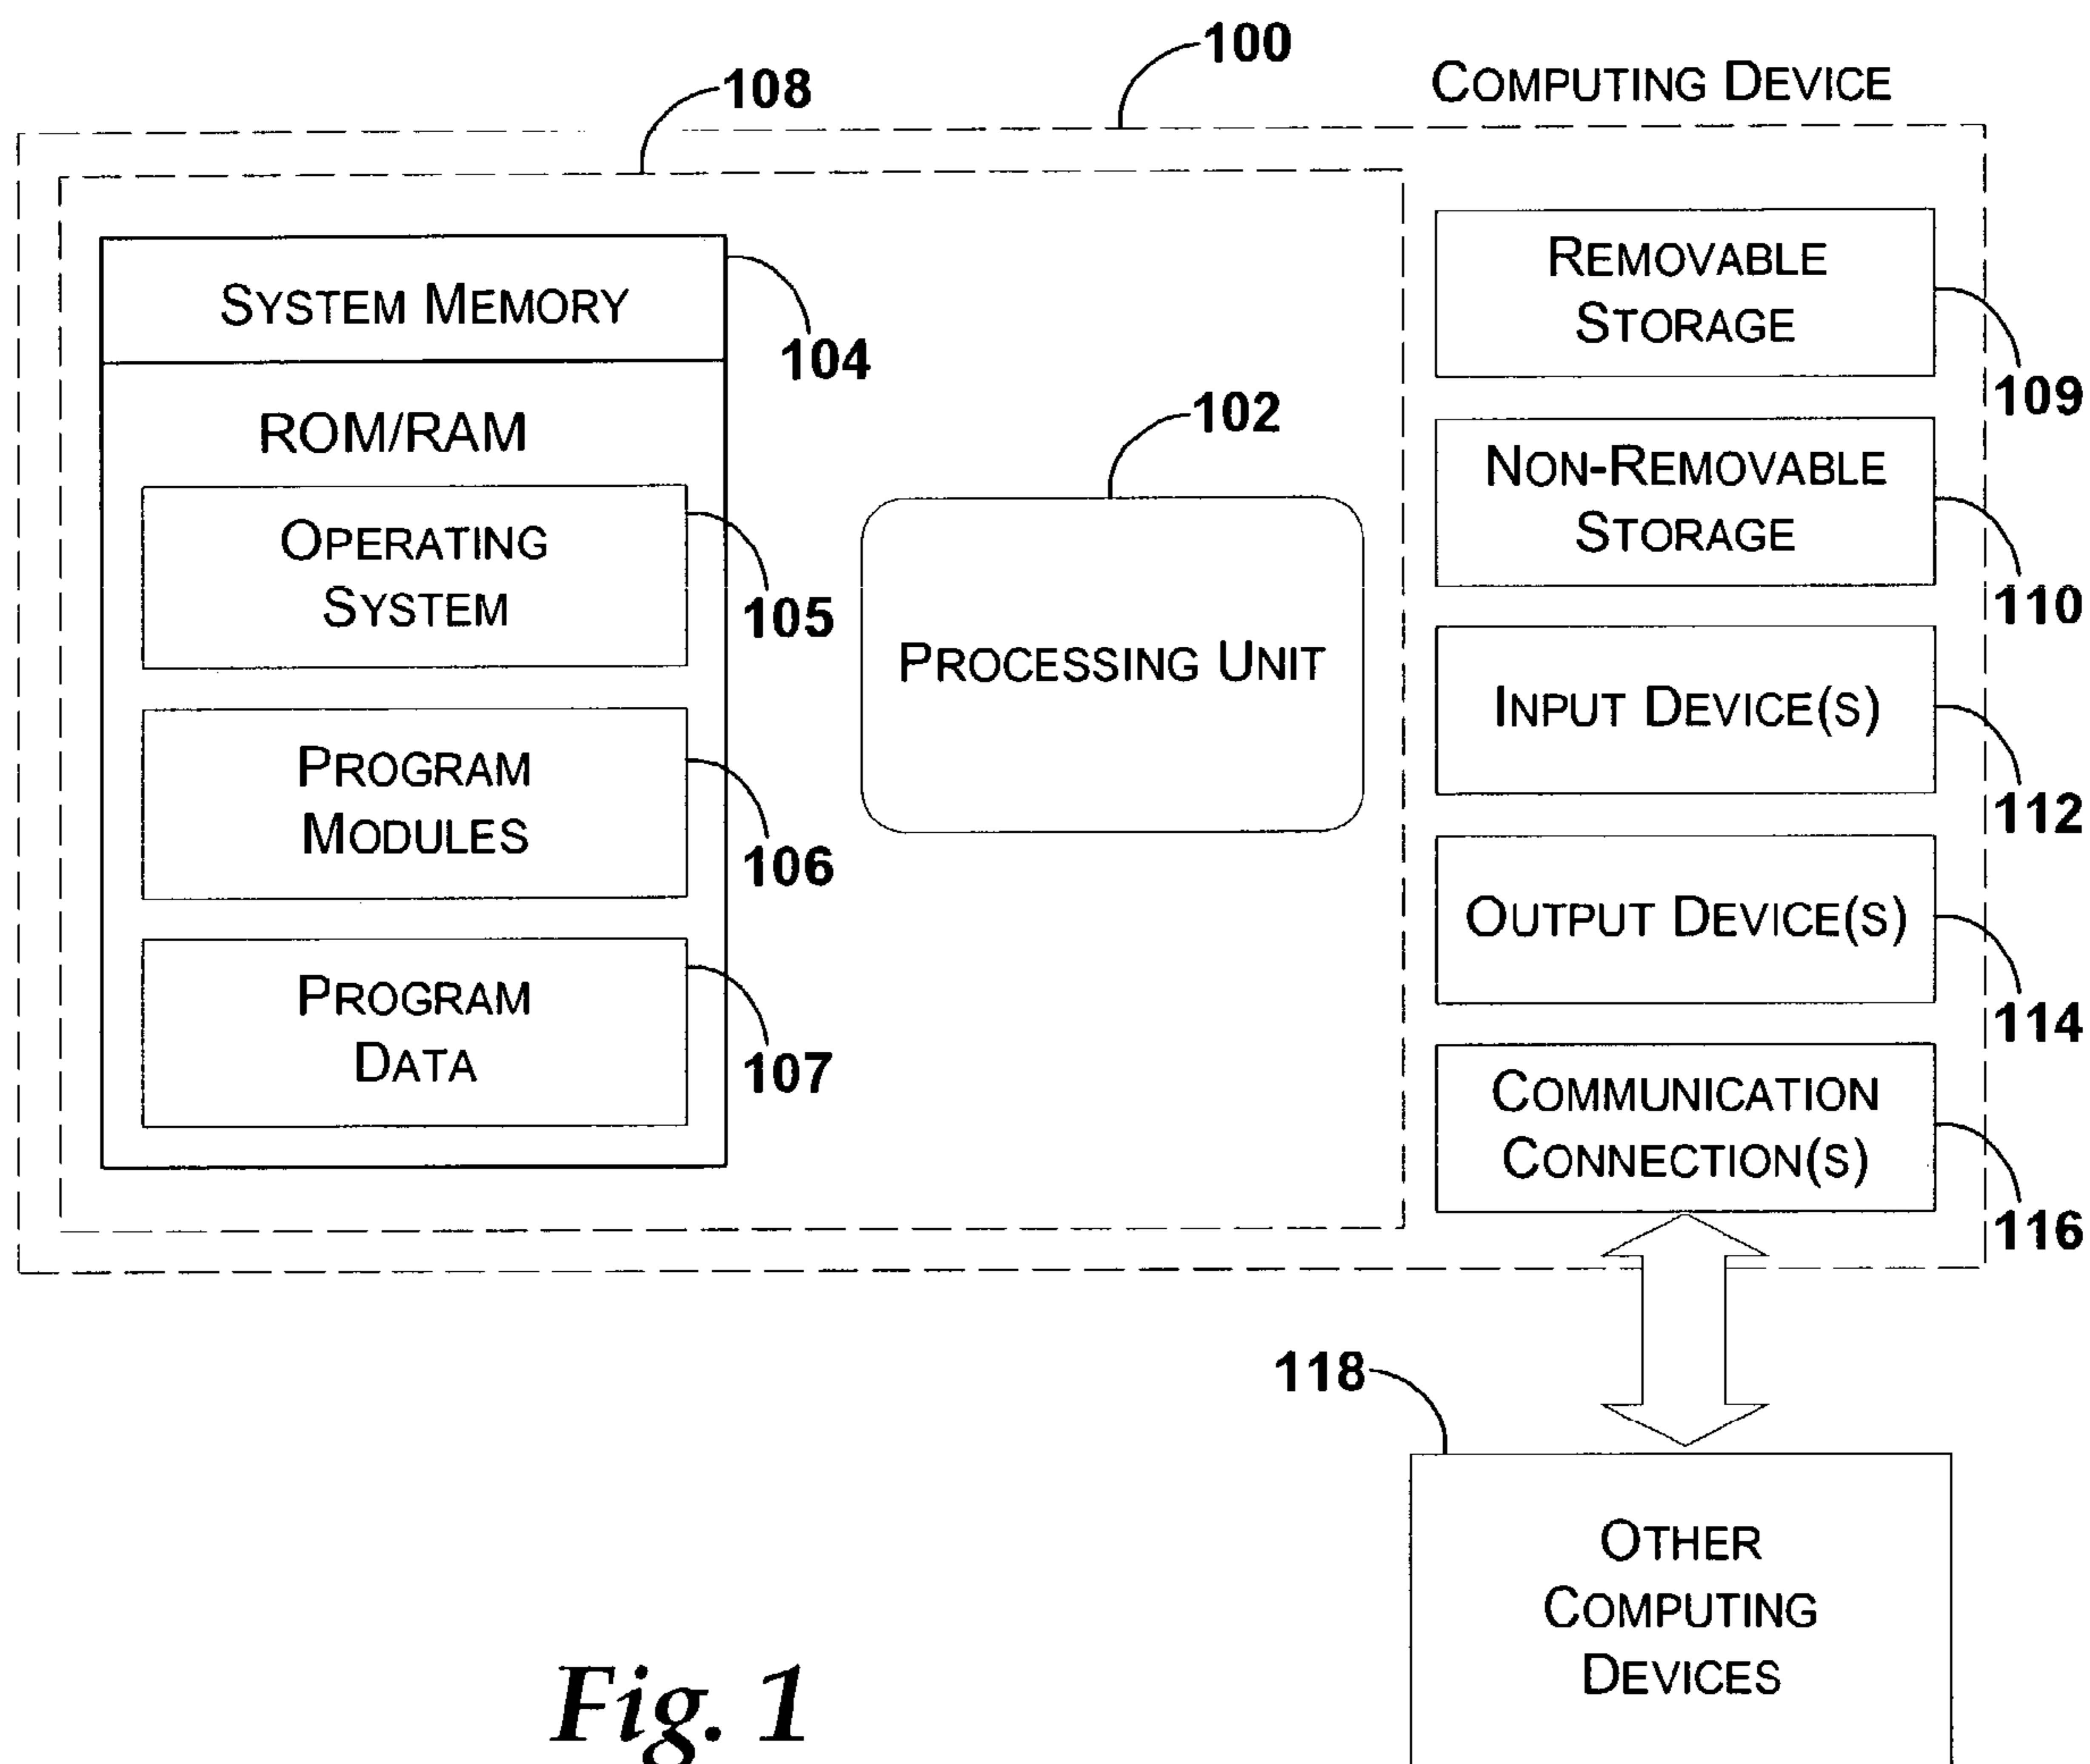 100
COMPUTING DEVICE
108
SYSTEM MEMORY
104
ROM/RAM
OPERATING
SYSTEM
105
PROGRAM
MODULES
106
PROGRAM
DATA
107
102
PROCESSING UNIT
REMOVABLE
STORAGE
109
NON-REMOVABLE
STORAGE
110
INPUT DEVICE(S)
112
OUTPUT DEVICE(S)
114
COMMUNICATION
CONNECTION(S)
116
118
OTHER
COMPUTING
DEVICES
Fig. 1